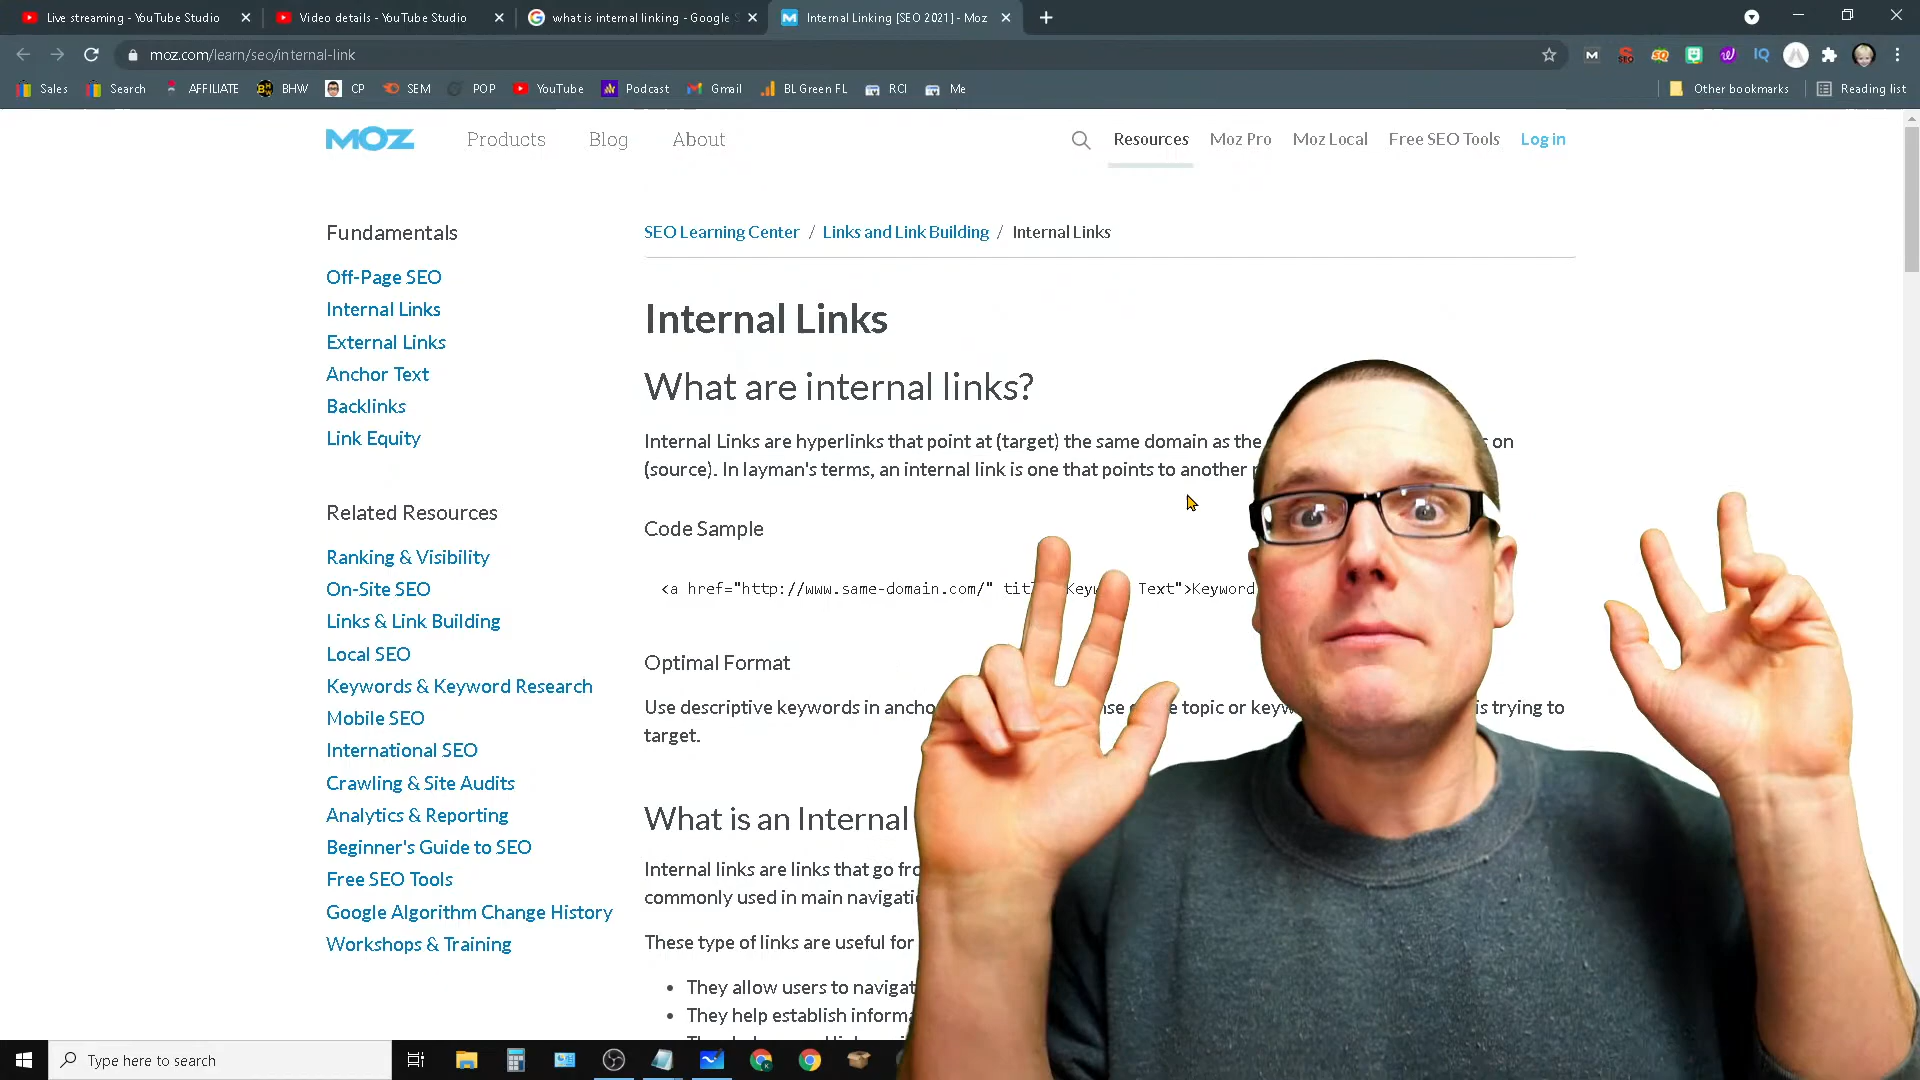 Live streaming - YouTube Studio
Video details - YouTube Studio
what is internal linking - Google S
Internal Linking [SEO 2021] - Moz
moz.com/learn/seo/internal-link
Sales Search AFFILIATE BHW CP SEM POP YouTube Podcast Gmail BL Green FL RCI Me Other bookmarks Reading list
MOZ Products Blog About Resources Moz Pro Moz Local Free SEO Tools Log in
Fundamentals
Off-Page SEO
Internal Links
External Links
Anchor Text
Backlinks
Link Equity
Related Resources
Ranking & Visibility
On-Site SEO
Links & Link Building
Local SEO
Keywords & Keyword Research
Mobile SEO
International SEO
Crawling & Site Audits
Analytics & Reporting
Beginner's Guide to SEO
Free SEO Tools
Google Algorithm Change History
Workshops & Training
SEO Learning Center / Links and Link Building / Internal Links
Internal Links
What are internal links?
Internal Links are hyperlinks that point at (target) the same domain as the on
(source). In layman's terms, an internal link is one that points to another
Code Sample
<a href="http://www.same-domain.com/" Text">Keyword
Optimal Format
Use descriptive keywords in topic or is trying to
target.
What is an Internal
Internal links are links that go
commonly used in main
These type of links are useful for
They allow users to
They help establish
Type here to search